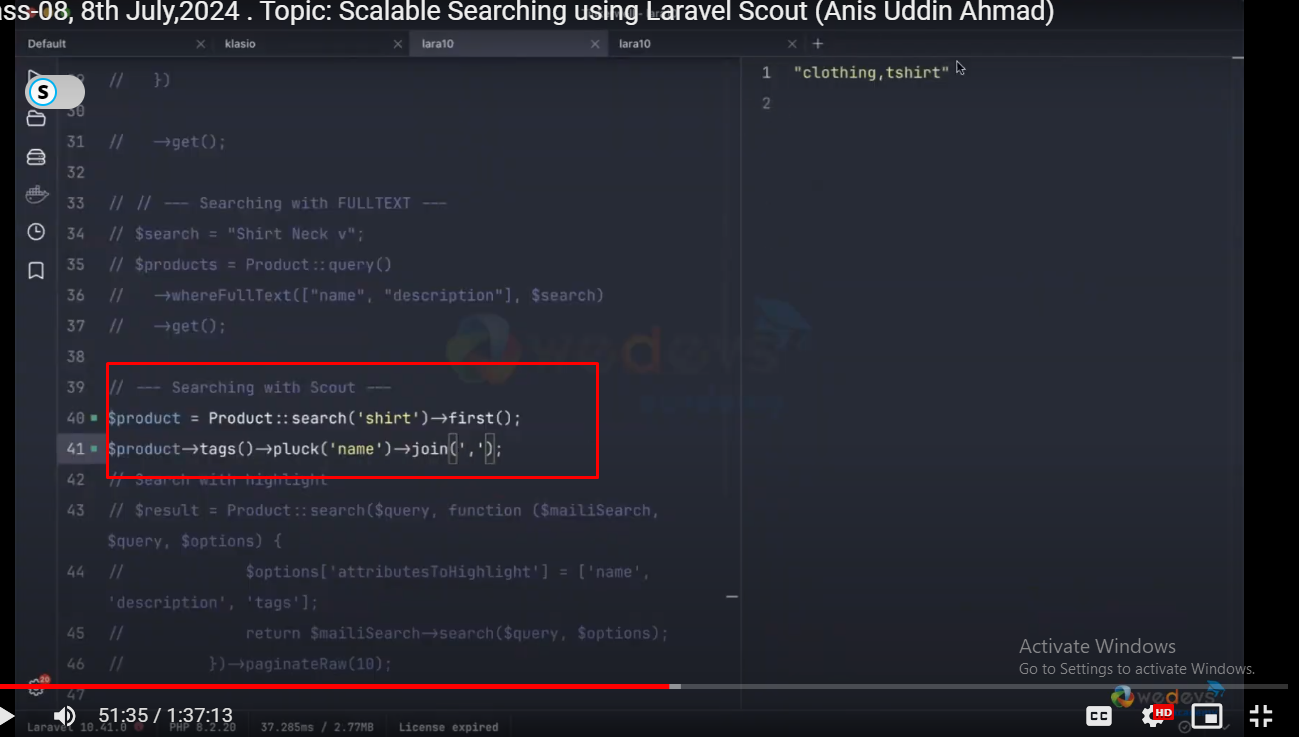 ass-08, 8th July,2024 . Topic: Scalable Searching using Laravel Scout (Anis Uddin Ahmad)
Default × klasio × lara10 × lara10 × +
S
29 // })
30
31 // →get();
32
33 // // --- Searching with FULLTEXT ---
34 // $search = "Shirt Neck v";
35 // $products = Product::query()
36 // →whereFullText(["name", "description"], $search)
37 // →get();
38
39 // --- Searching with Scout ---
40 $product = Product::search('shirt')→first();
41 $product→tags()→pluck('name')→join(',');
42 // Search with highlight
43 // $result = Product::search($query, function ($mailiSearch,
$query, $options) {
44 // $options['attributesToHighlight'] = ['name',
'description', 'tags'];
45 // return $mailiSearch→search($query, $options);
46 // })→paginateRaw(10);
47
1 "clothing,tshirt"
2
wedevs
Activate Windows
Go to Settings to activate Windows.
wedevs
20
51:35 / 1:37:13
CC
HD
Laravel 10.41.0 PHP 8.2.20 37.285ms / 2.77MB License expired